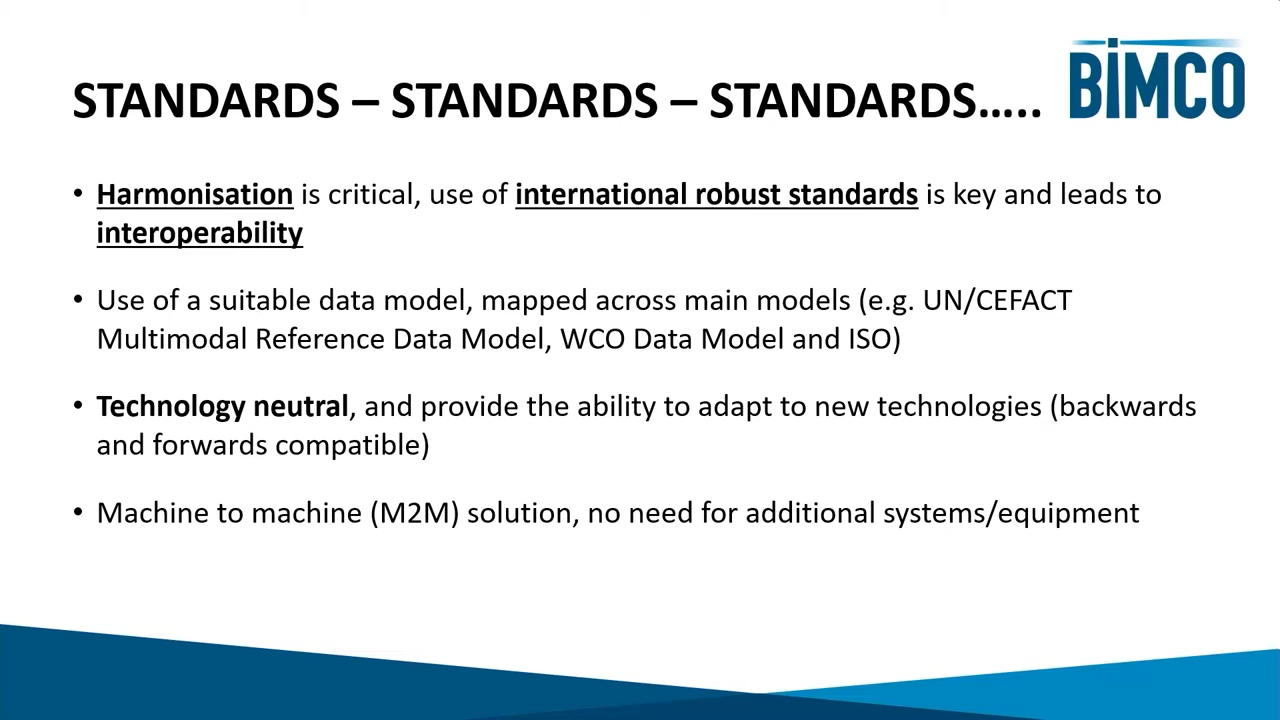 STANDARDS – STANDARDS – STANDARDS.....
BiMCO
• Harmonisation is critical, use of international robust standards is key and leads to
interoperability
• Use of a suitable data model, mapped across main models (e.g. UN/CEFACT
Multimodal Reference Data Model, WCO Data Model and ISO)
• Technology neutral, and provide the ability to adapt to new technologies (backwards
and forwards compatible)
• Machine to machine (M2M) solution, no need for additional systems/equipment